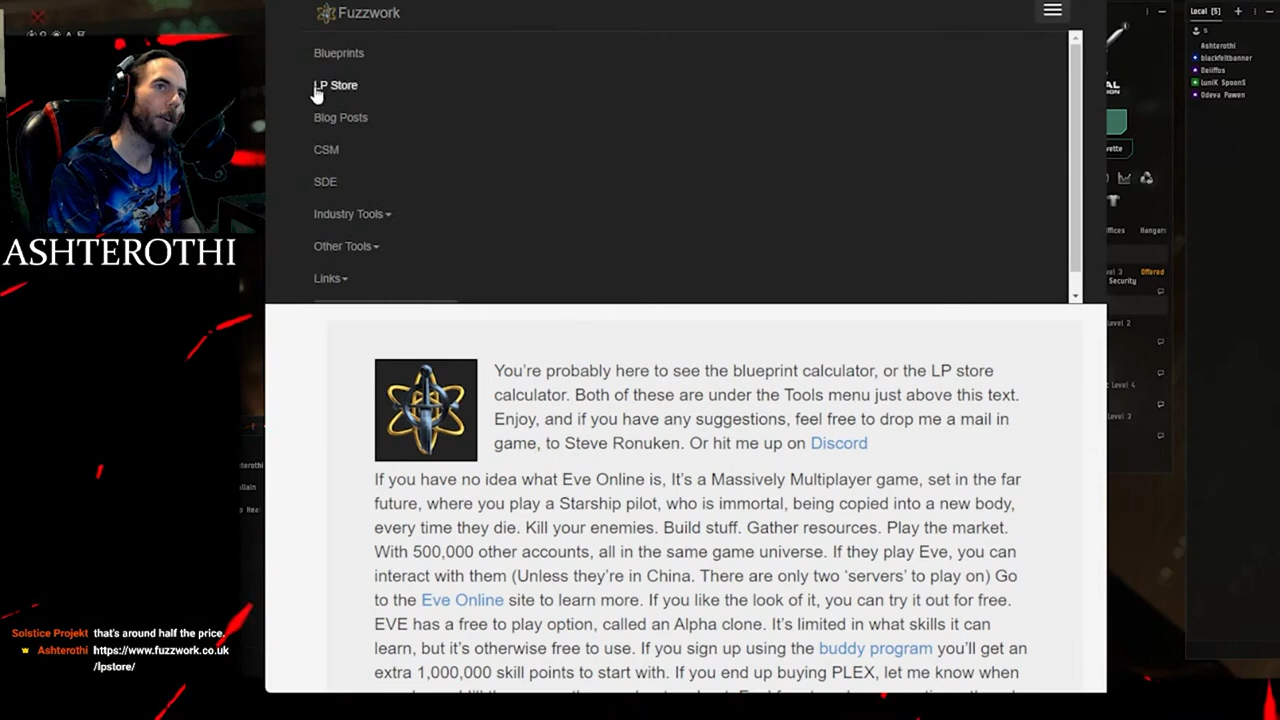 Fuzzwork
Blueprints
LP Store
Blog Posts
CSM
SDE
Industry Tools
Other Tools
Links
You're probably here to see the blueprint calculator, or the LP store
calculator. Both of these are under the Tools menu just above this text.
Enjoy, and if you have any suggestions, feel free to drop me a mail in
game, to Steve Ronuken. Or hit me up on Discord
If you have no idea what Eve Online is, It's a Massively Multiplayer game, set in the far
future, where you play a Starship pilot, who is immortal, being copied into a new body,
every time they die. Kill your enemies. Build stuff. Gather resources. Play the market.
With 500,000 other accounts, all in the same game universe. If they play Eve, you can
interact with them (Unless they're in China. There are only two 'servers' to play on) Go
to the Eve Online site to learn more. If you like the look of it, you can try it out for free.
EVE has a free to play option, called an Alpha clone. It's limited in what skills it can
learn, but it's otherwise free to use. If you sign up using the buddy program you'll get an
extra 1,000,000 skill points to start with. If you end up buying PLEX, let me know when
ASHTEROTHI
Solstice Projekt that's around half the price.
Ashterothi https://www.fuzzwork.co.uk
/lpstore/
Local [5]
5
Ashterothi
blackfeltbanner
Deiiffos
LuniK SpoonS
Odeva Pawen
Hangars
Offered
Security